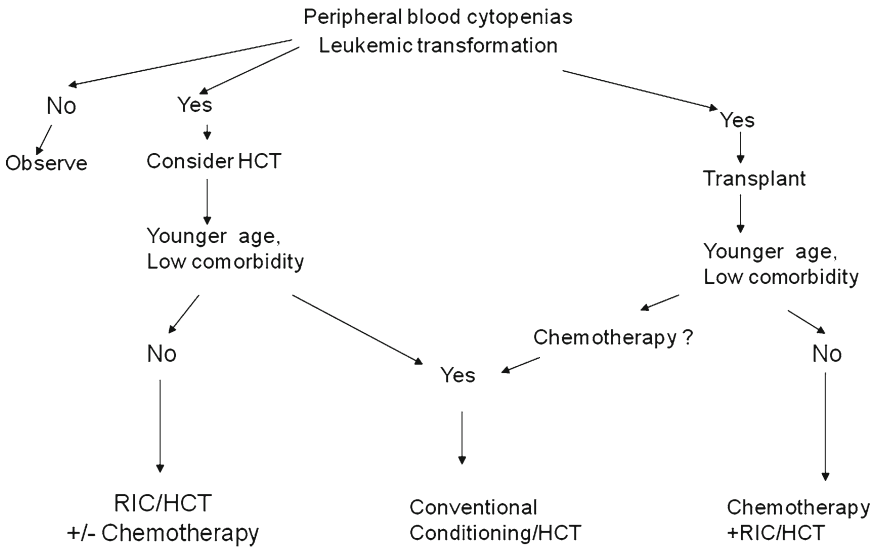 Peripheral blood cytopenias
Leukemic transformation
No
Yes
Yes
Observe
Consider HCT
Transplant
Younger age,
Low comorbidity
Younger age,
Low comorbidity
Chemotherapy ?
No
Yes
No
RIC/HCT
+/- Chemotherapy
Conventional
Conditioning/HCT
Chemotherapy
+RIC/HCT